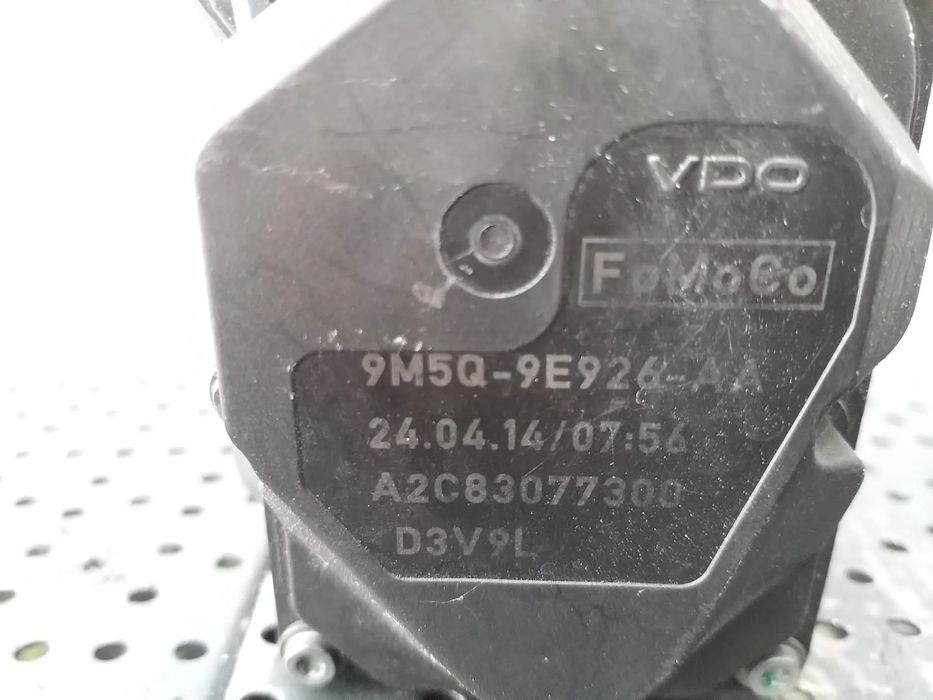 VDO
FoMoCo
9M5Q-9E926-AA
24.04.14/07:56
A2C83077300
D3V9L